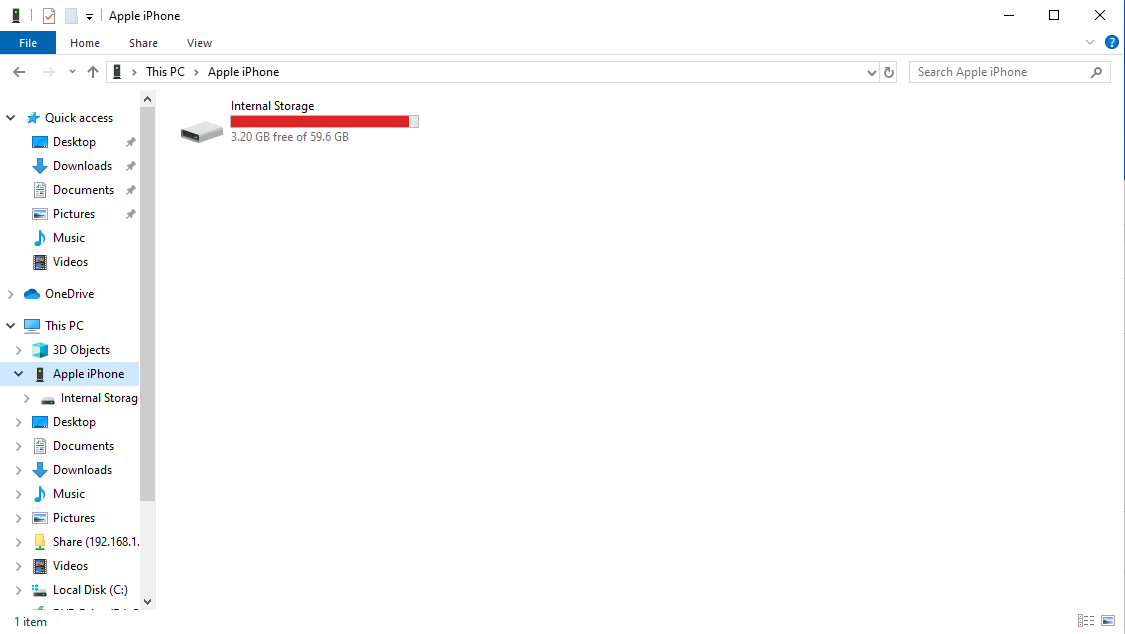 Apple iPhone
File Home Share View
This PC Apple iPhone
Search Apple iPhone
Quick access
Desktop
Downloads
Documents
Pictures
Music
Videos
OneDrive
This PC
3D Objects
Apple iPhone
Internal Storag
Desktop
Documents
Downloads
Music
Pictures
Share (192.168.1.
Videos
Local Disk (C:)
Internal Storage
3.20 GB free of 59.6 GB
1 item